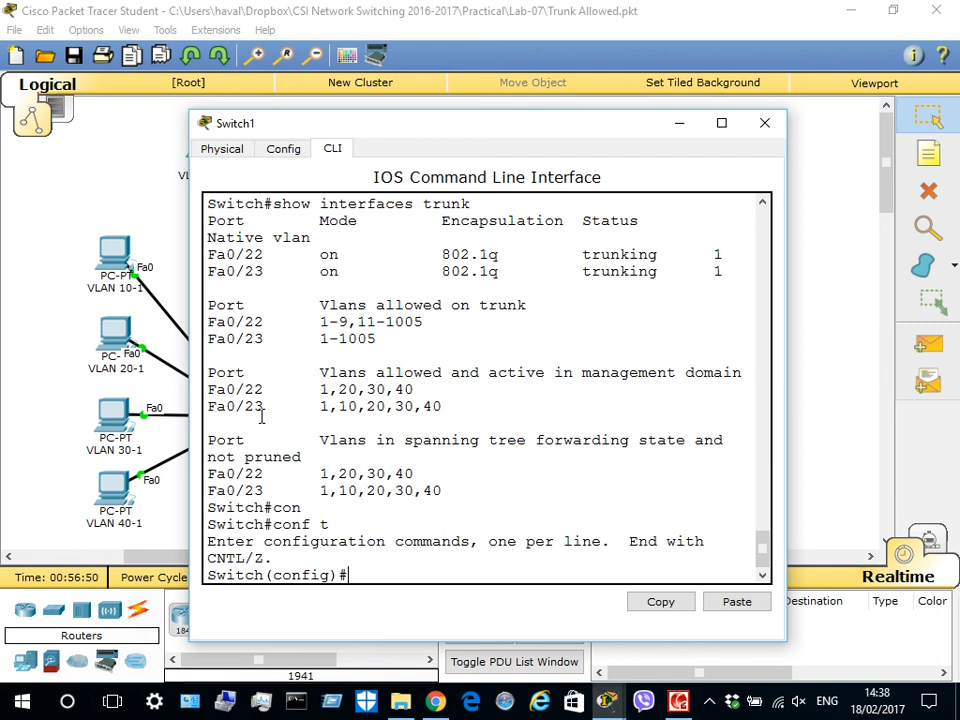 Cisco Packet Tracer Student - C:\Users\haval\Dropbox\CSI Network Switching 2016-2017\Practical\Lab-07\Trunk Allowed.pkt
File Edit Options View Tools Extensions Help
Logical [Root] New Cluster Move Object Set Tiled Background Viewport
Switch1
Physical Config CLI
IOS Command Line Interface
Switch#show interfaces trunk
Port Mode Encapsulation Status
Native vlan
Fa0/22 on 802.1q trunking 1
Fa0/23 on 802.1q trunking 1
Port Vlans allowed on trunk
Fa0/22 1-9,11-1005
Fa0/23 1-1005
Port Vlans allowed and active in management domain
Fa0/22 1,20,30,40
Fa0/23 1,10,20,30,40
Port Vlans in spanning tree forwarding state and
not pruned
Fa0/22 1,20,30,40
Fa0/23 1,10,20,30,40
Switch#con
Switch#conf t
Enter configuration commands, one per line. End with
CNTL/Z.
Switch(config)#
Copy Paste
VL
Fa0
PC-PT
VLAN 10-1
PC- Fa0
VLAN 20-1
Fa0
PC-PT
VLAN 30-1
Fa0
PC-PT
VLAN 40-1
Time: 00:56:50 Power Cycle
Realtime
Routers
184
1941
Destination Type Color
Toggle PDU List Window
ENG
14:38
18/02/2017